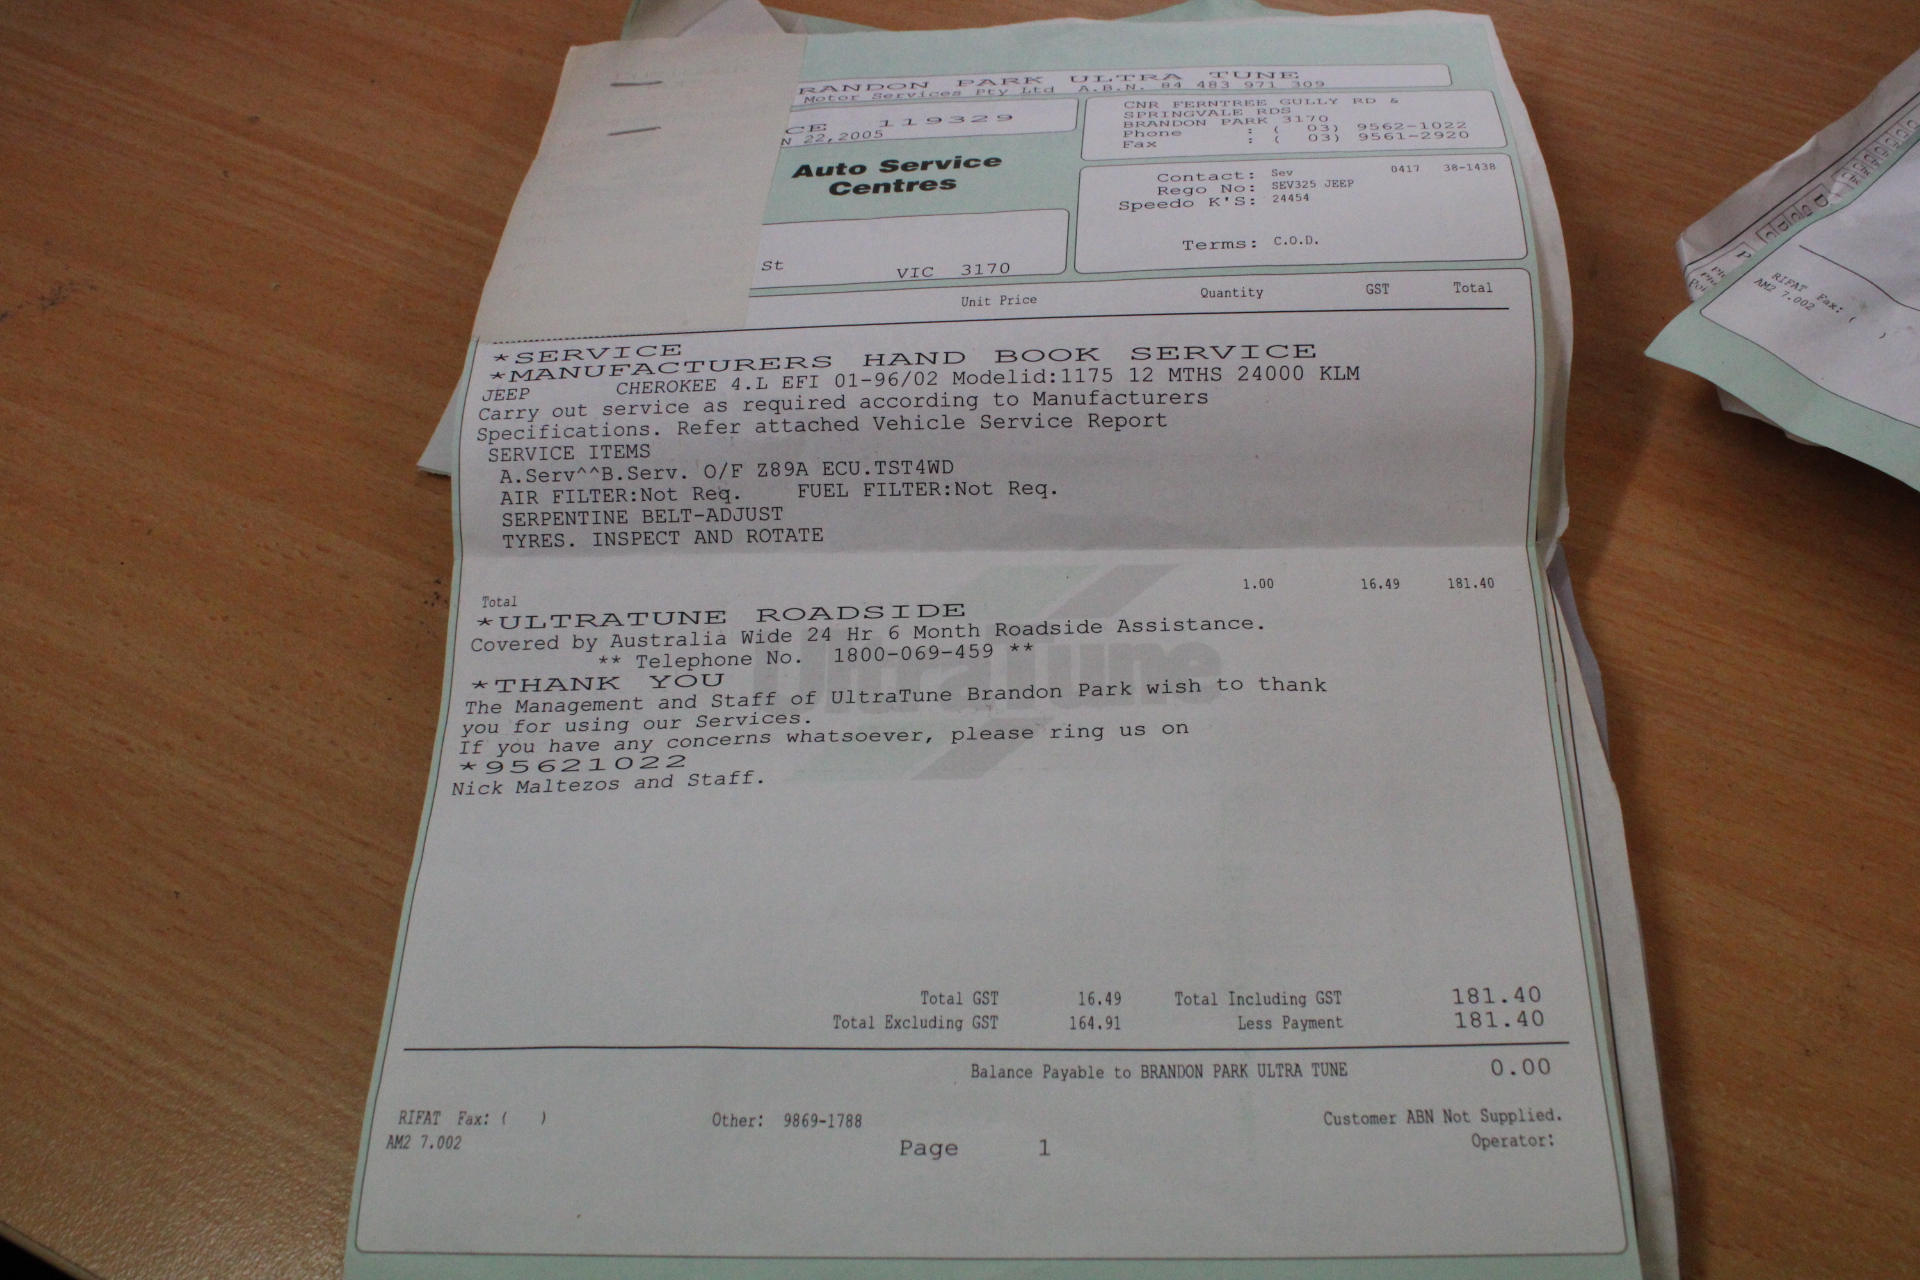 RANDON PARK ULTRA TUNE
Motor Services Pty Ltd A.B.N. 84 483 971 309
CE 119329
N 22,2005
CNR FERNTREE GULLY RD &
SPRINGVALE RDS
BRANDON PARK 3170
Phone : ( 03) 9562-1022
Fax : ( 03) 9561-2920
Auto Service
Centres
Contact: Sev 0417 38-1438
Rego No: SEV325 JEEP
Speedo K'S: 24454
Terms: C.O.D.
St
VIC 3170
Unit Price Quantity GST Total
*SERVICE
*MANUFACTURERS HAND BOOK SERVICE
JEEP CHEROKEE 4.L EFI 01-96/02 Modelid:1175 12 MTHS 24000 KLM
Carry out service as required according to Manufacturers
Specifications. Refer attached Vehicle Service Report
SERVICE ITEMS
A.Serv^^B.Serv. O/F Z89A ECU.TST4WD
AIR FILTER:Not Req. FUEL FILTER:Not Req.
SERPENTINE BELT-ADJUST
TYRES. INSPECT AND ROTATE
Total 1.00 16.49 181.40
*ULTRATUNE ROADSIDE
Covered by Australia Wide 24 Hr 6 Month Roadside Assistance.
** Telephone No. 1800-069-459 **
UltraTune
*THANK YOU
The Management and Staff of UltraTune Brandon Park wish to thank
you for using our Services.
If you have any concerns whatsoever, please ring us on
*95621022
Nick Maltezos and Staff.
Total GST 16.49 Total Including GST 181.40
Total Excluding GST 164.91 Less Payment 181.40
Balance Payable to BRANDON PARK ULTRA TUNE 0.00
RIFAT Fax: ( ) Other: 9869-1788 Customer ABN Not Supplied.
AM2 7.002 Page 1 Operator:
RIFAT Fax: ( )
AM2 7.002